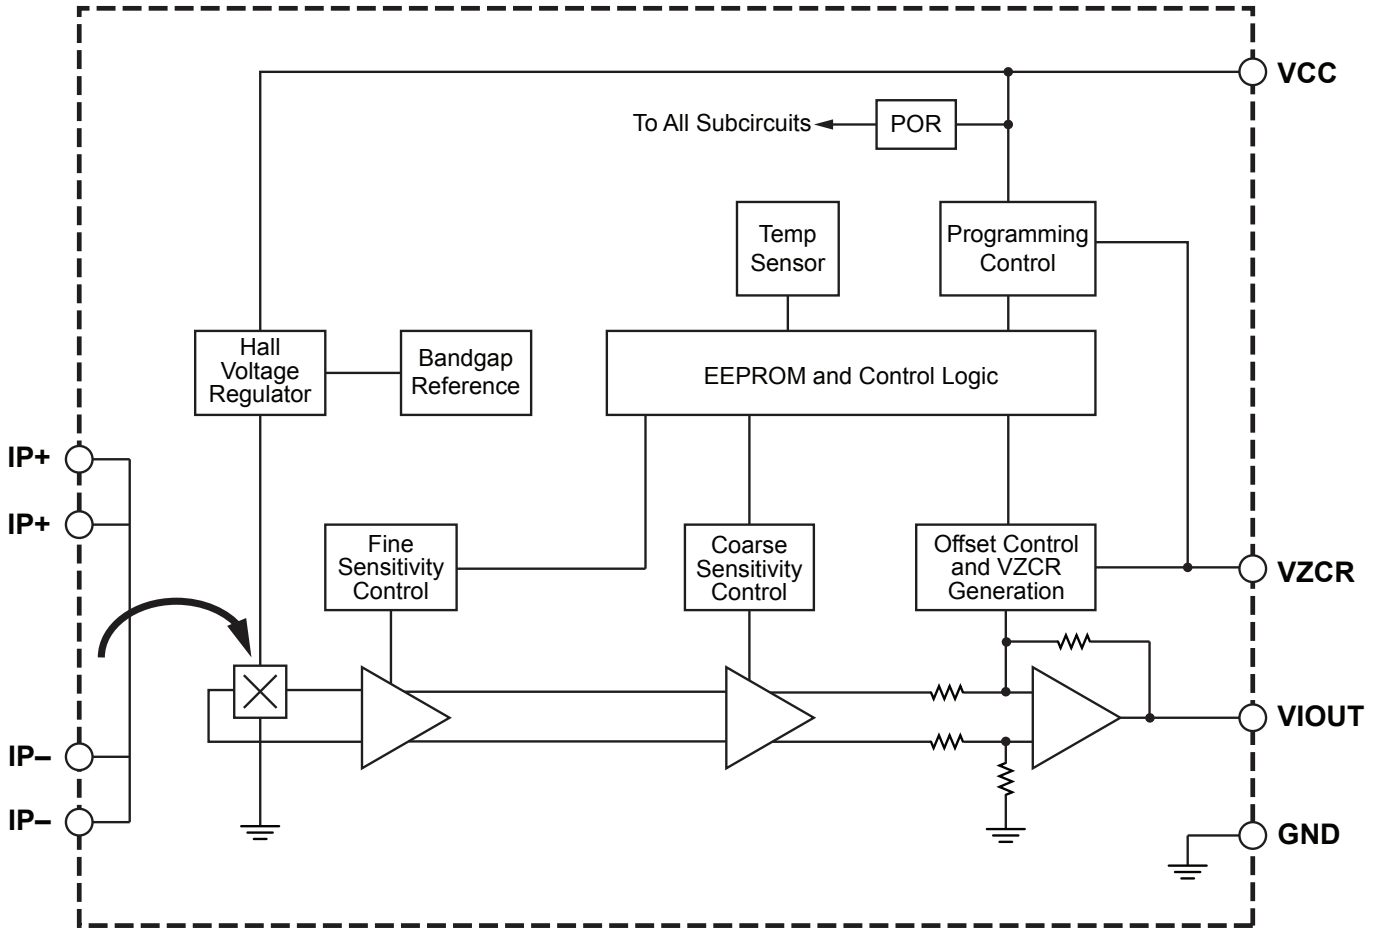 VCC
To All Subcircuits
POR
Temp
Sensor
Programming
Control
Hall
Voltage
Regulator
Bandgap
Reference
EEPROM and Control Logic
IP+
IP+
Fine
Sensitivity
Control
Coarse
Sensitivity
Control
Offset Control
and VZCR
Generation
VZCR
VIOUT
IP–
IP–
GND